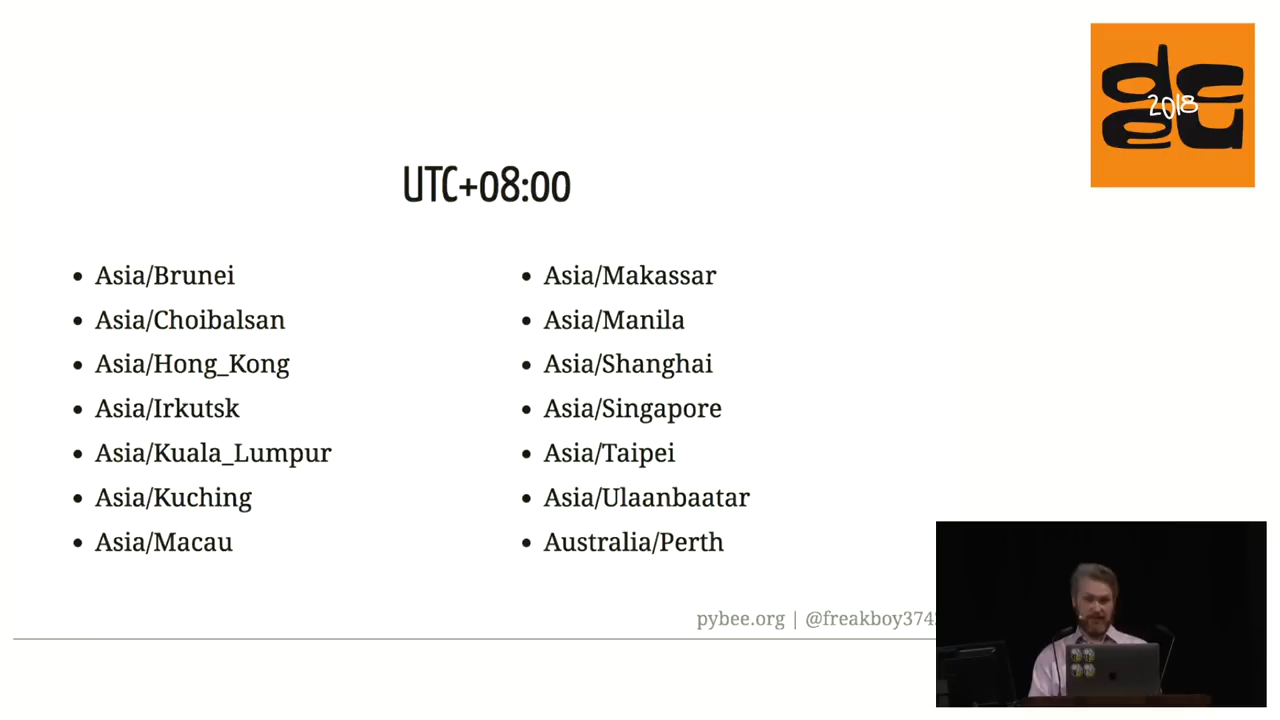 2018
UTC+08:00
Asia/Brunei
Asia/Choibalsan
Asia/Hong_Kong
Asia/Irkutsk
Asia/Kuala_Lumpur
Asia/Kuching
Asia/Macau
Asia/Makassar
Asia/Manila
Asia/Shanghai
Asia/Singapore
Asia/Taipei
Asia/Ulaanbaatar
Australia/Perth
pybee.org | @freakboy374